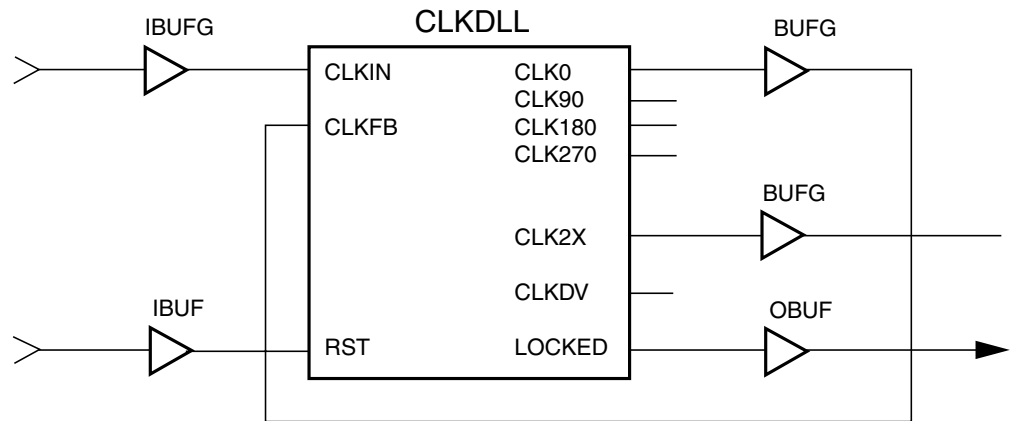 CLKDLL
IBUFG
BUFG
CLKIN
CLK0
CLK90
CLKFB
CLK180
CLK270
BUFG
CLK2X
CLKDV
IBUF
OBUF
RST
LOCKED